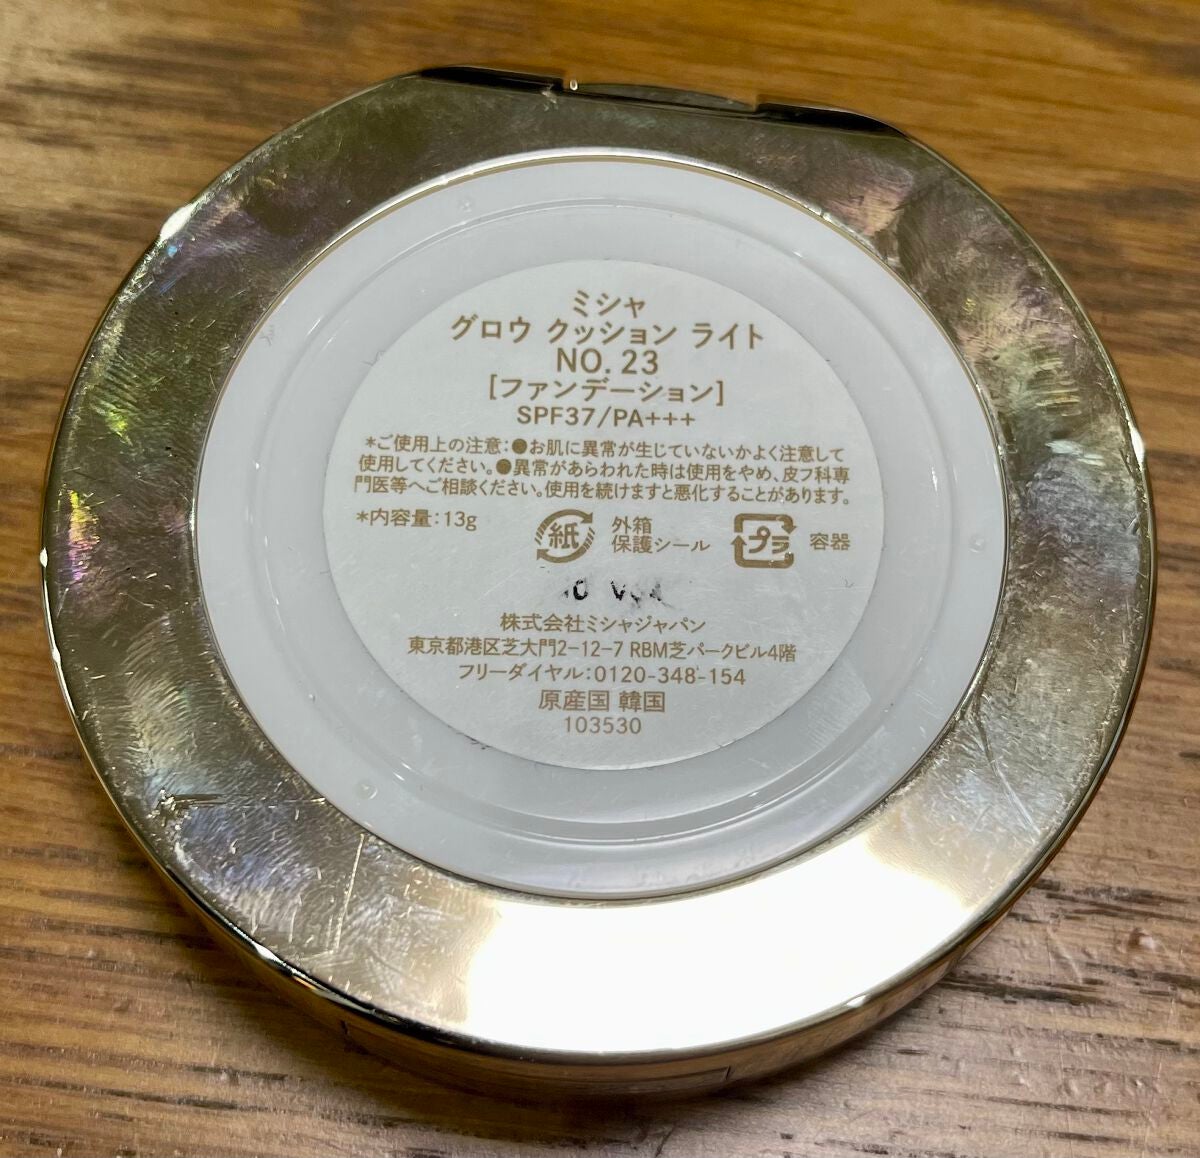 ミシャ
グロウ クッション ライト
NO. 23
[ファンデーション]
SPF37/PA+++
*ご使用上の注意:●お肌に異常が生じていないかよく注意して
使用してください。●異常があらわれた時は使用をやめ、皮フ科専
門医等へご相談ください。使用を続けますと悪化することがあります。
*内容量:13g
紙 外箱
保護シール
プラ 容器
株式会社ミシャジャパン
東京都港区芝大門2-12-7 RBM芝パークビル4階
フリーダイヤル:0120-348-154
原産国 韓国
103530